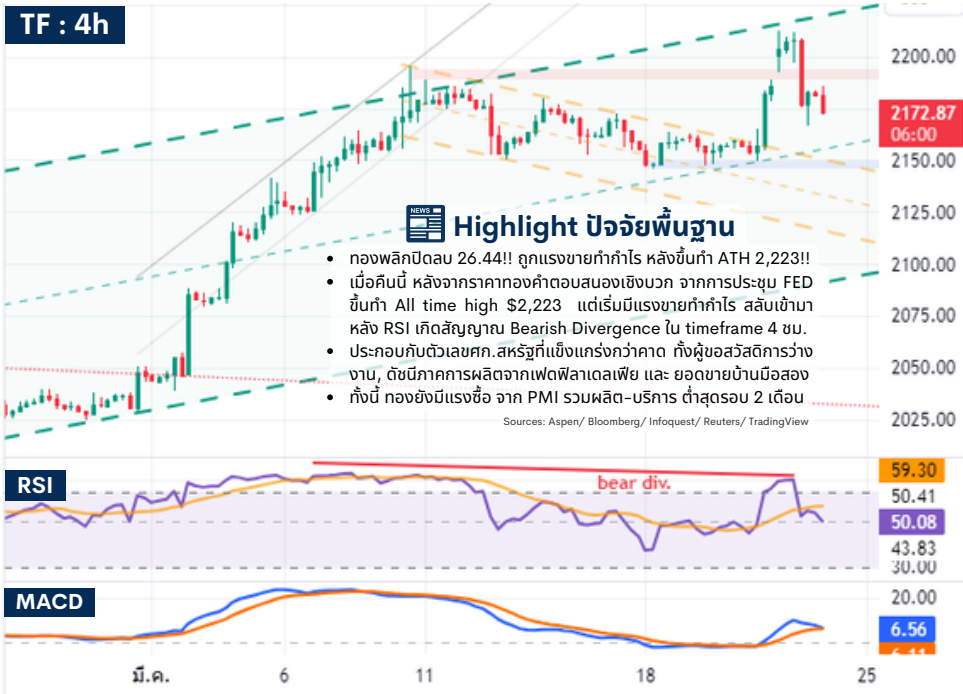 TF : 4h
2200.00
2172.87
06:00
2150.00
2125.00
2100.00
2075.00
2050.00
2025.00
NEWS
Highlight ปัจจัยพื้นฐาน
• ทองพลิกปิดลบ 26.44!! ถูกแรงขายทำกำไร หลังขึ้นทำ ATH 2,223!!
• เมื่อคืนนี้ หลังจากราคาทองคำตอบสนองเชิงบวก จากการประชุม FED
ขึ้นทำ All time high $2,223 แต่เริ่มมีแรงขายทำกำไร สลับเข้ามา
หลัง RSI เกิดสัญญาณ Bearish Divergence ใน timeframe 4 ชม.
• ประกอบกับตัวเลขศก.สหรัฐที่แข็งแกร่งกว่าคาด ทั้งผู้ขอสวัสดิการว่าง
งาน, ดัชนีภาคการผลิตจากเฟดฟิลาเดลเฟีย และ ยอดขายบ้านมือสอง
• ทั้งนี้ ทองยังมีแรงซื้อ จาก PMI รวมผลิต-บริการ ต่ำสุดรอบ 2 เดือน
Sources: Aspen/ Bloomberg/ Infoquest/ Reuters/ TradingView
RSI
bear div.
59.30
50.41
50.08
43.83
30.00
MACD
20.00
6.56
6.11
มี.ค.
6
11
18
25